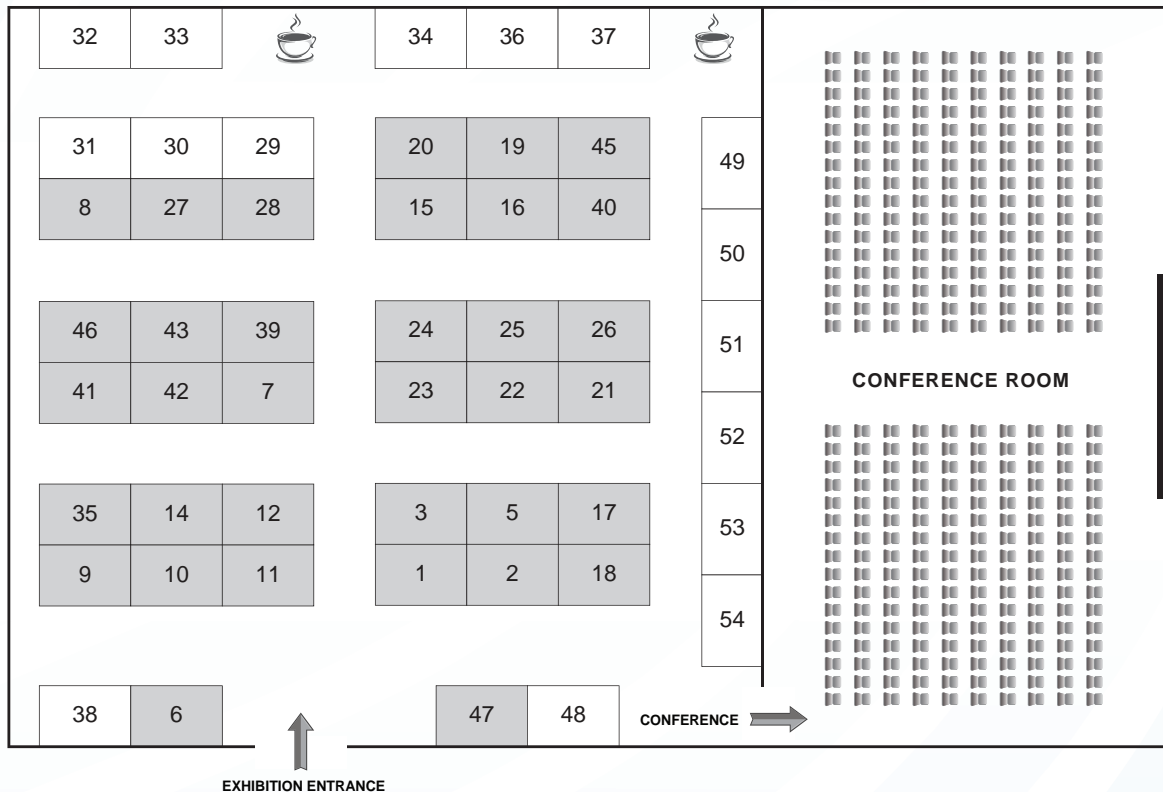 32 33 34 36 37
31 30 29 20 19 45
49
8 27 28 15 16 40
50
46 43 39 24 25 26
51
41 42 7 23 22 21
CONFERENCE ROOM
52
35 14 12 3 5 17
53
9 10 11 1 2 18
54
38 6 47 48 CONFERENCE
EXHIBITION ENTRANCE